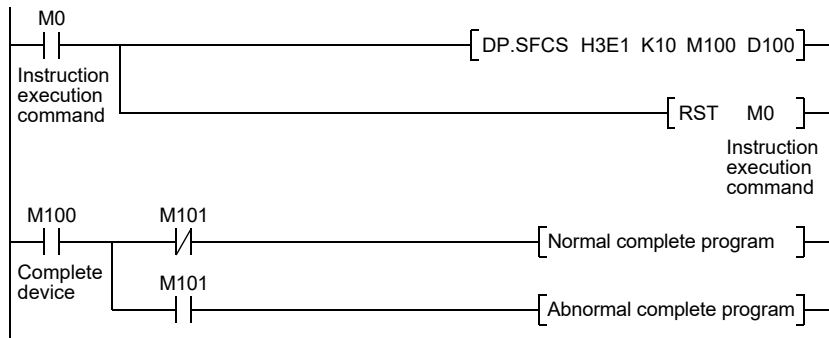 M0
DP.SFCS H3E1 K10 M100 D100
Instruction
execution
command
RST M0
Instruction
execution
command
M100
M101
Normal complete program
Complete
device
M101
Abnormal complete program